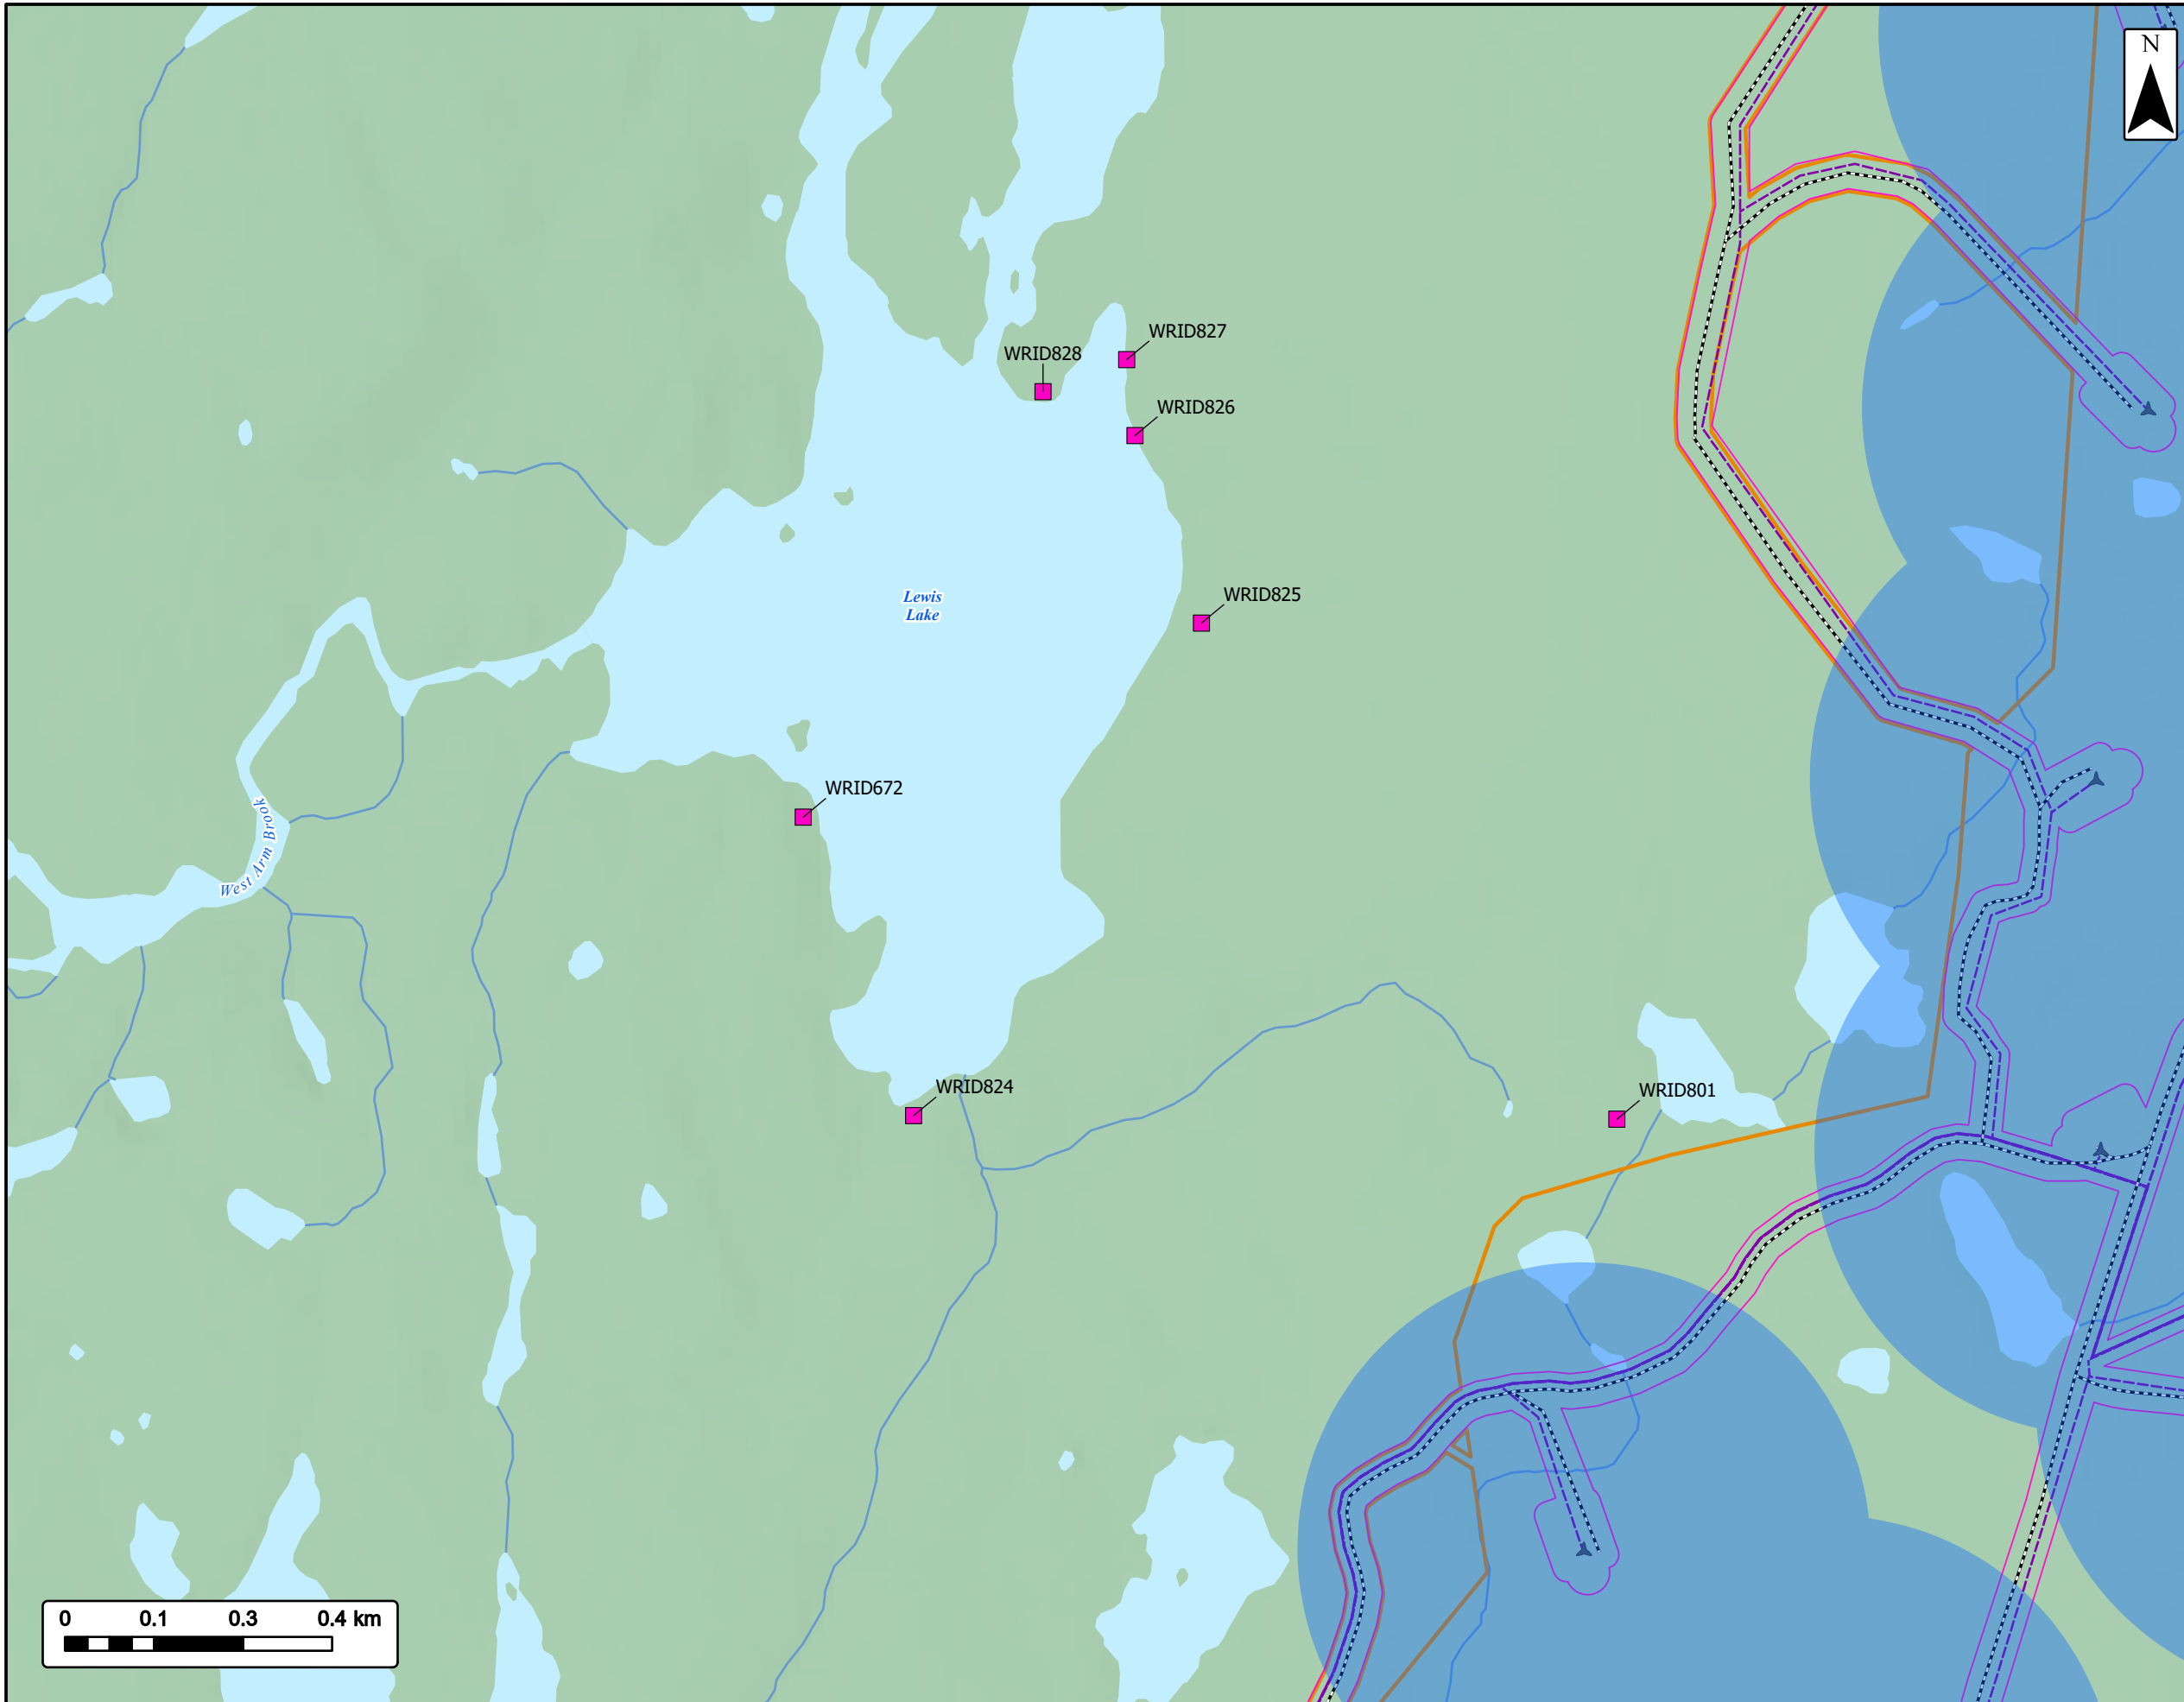 N
WRID827
WRID828
WRID826
Lewis
Lake
WRID825
WRID672
West Arm Brook
WRID824
WRID801
0 0.1 0.3 0.4 km